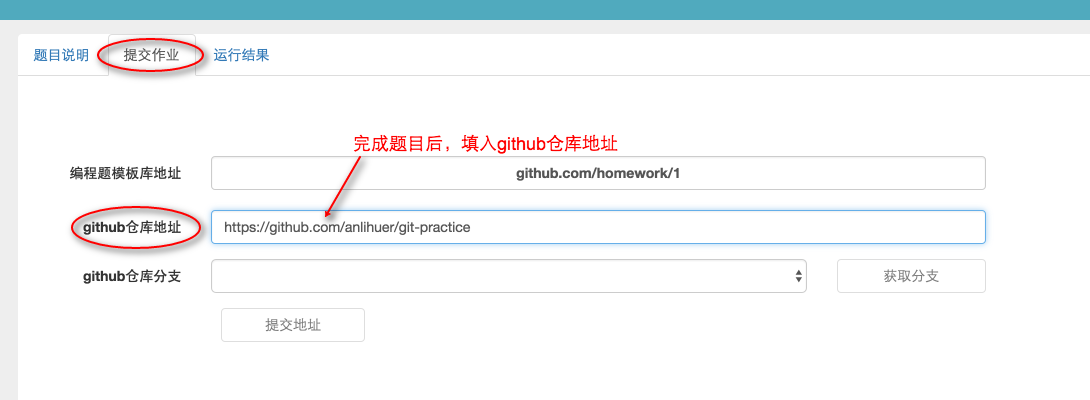 题目说明 提交作业 运行结果
完成题目后，填入github仓库地址
编程题模板库地址 github.com/homework/1
github仓库地址 https://github.com/anlihuer/git-practice
github仓库分支 获取分支
提交地址